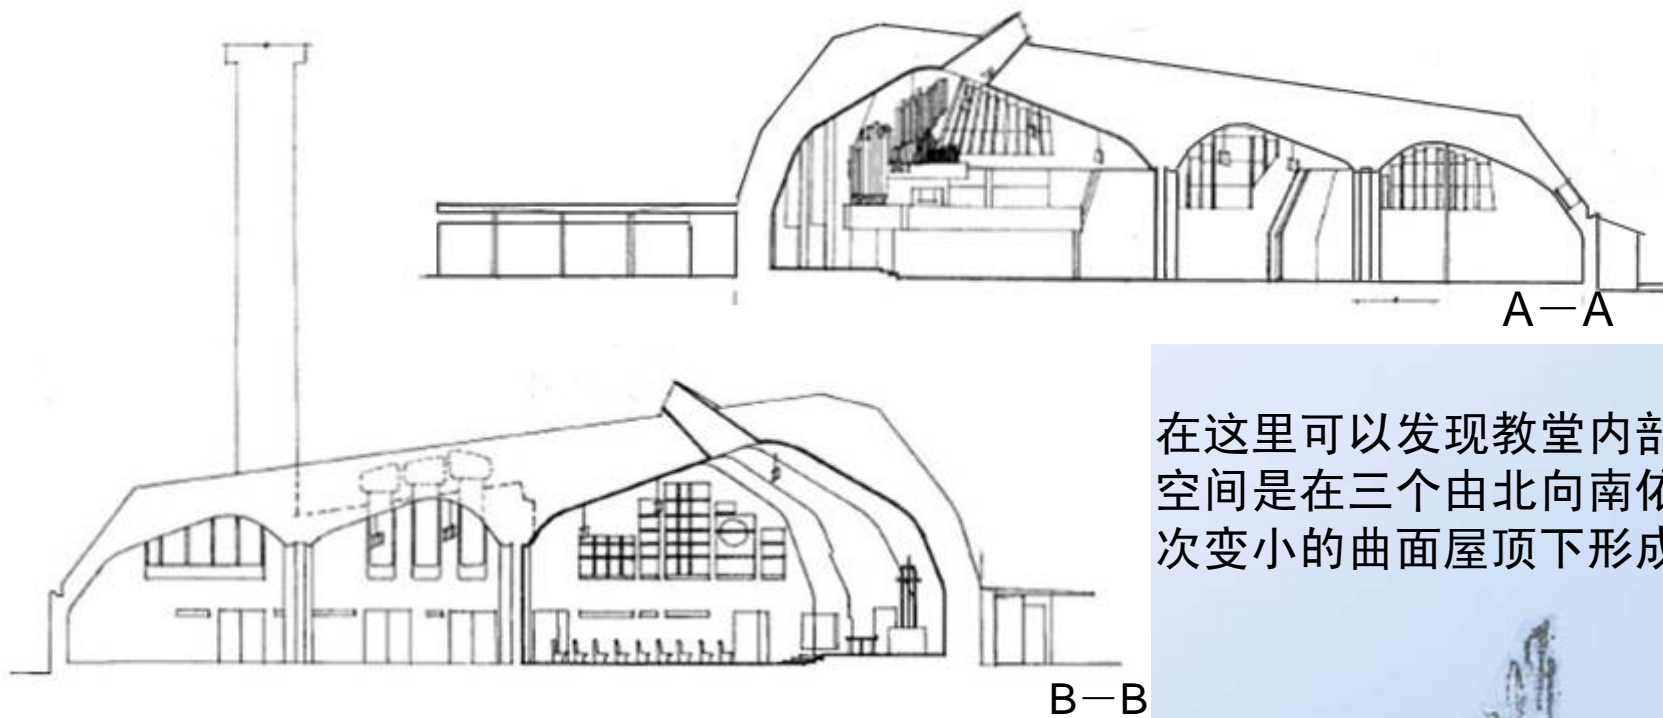 A—A
在这里可以发现教堂内部
空间是在三个由北向南依
次变小的曲面屋顶下形成
B—B